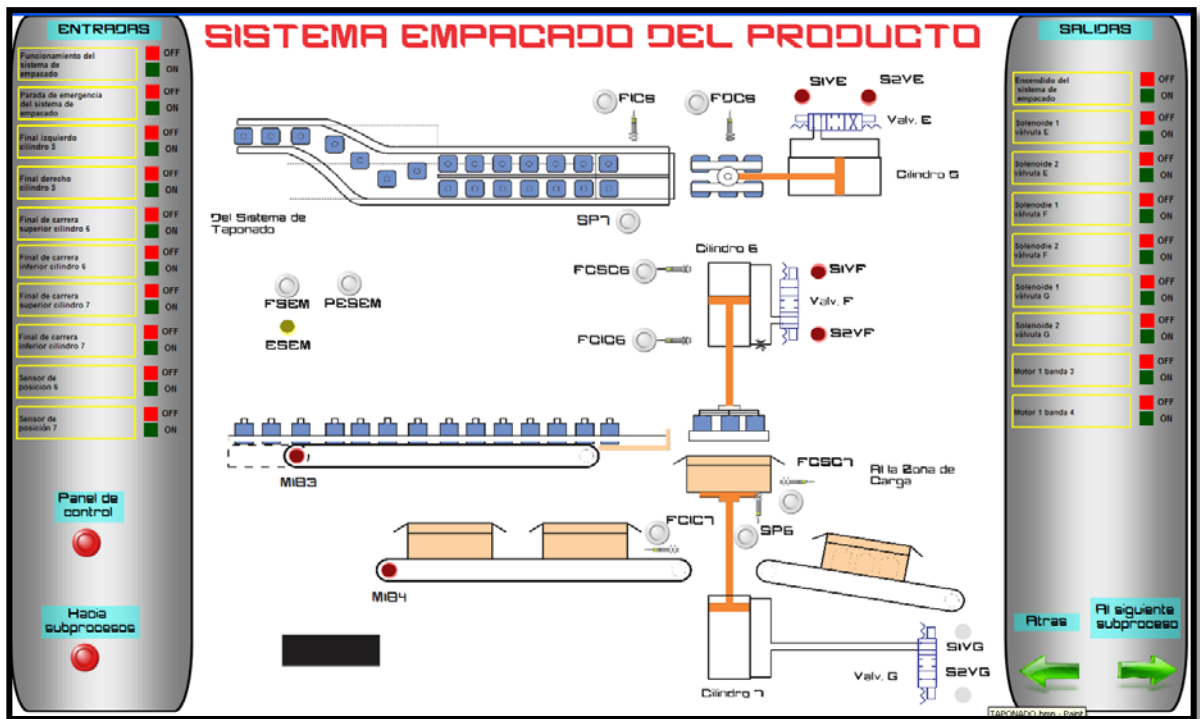 ENTRADAS
Funcionamiento del
sistema de
empacado
OFF
ON
Parada de emergencia
del sistema de
empacado
OFF
ON
Final izquierdo
cilindro 5
OFF
ON
Final derecho
cilindro 5
OFF
ON
Final de carrera
superior cilindro 6
OFF
ON
Final de carrera
inferior cilindro 6
OFF
ON
Final de carrera
superior cilindro 7
OFF
ON
Final de carrera
inferior cilindro 7
OFF
ON
Sensor de
posicion 6
OFF
ON
Sensor de
posición 7
OFF
ON
Panel de
control
Hacia
subprocesos
SISTEMA EMPACADO DEL PRODUCTO
S1VE
S2VE
Valv. E
Cilindro 5
Del Sistema de
Taponado
SP7
FSEM
PESEM
ESEM
Cilindro 6
FCSC6
FCIC6
S1VF
Valv. F
S2VF
M1B3
FCSC7
Al la Zona de
Carga
FCIC7
SP6
M1B4
Cilindro 7
Valv. G
S1VG
S2VG
SALIDAS
Encendido del
sistema de
empacado
OFF
ON
Solenoide 1
válvula E
OFF
ON
Solenoide 2
válvula E
OFF
ON
Solenoide 1
válvula F
OFF
ON
Solenodie 2
válvula F
OFF
ON
Solenoide 1
válvula G
OFF
ON
Solenoide 2
válvula G
OFF
ON
Motor 1 banda 3
OFF
ON
Motor 1 banda 4
OFF
ON
Atras
Al siguiente
subproceso
TAPONADO.bmp - Paint